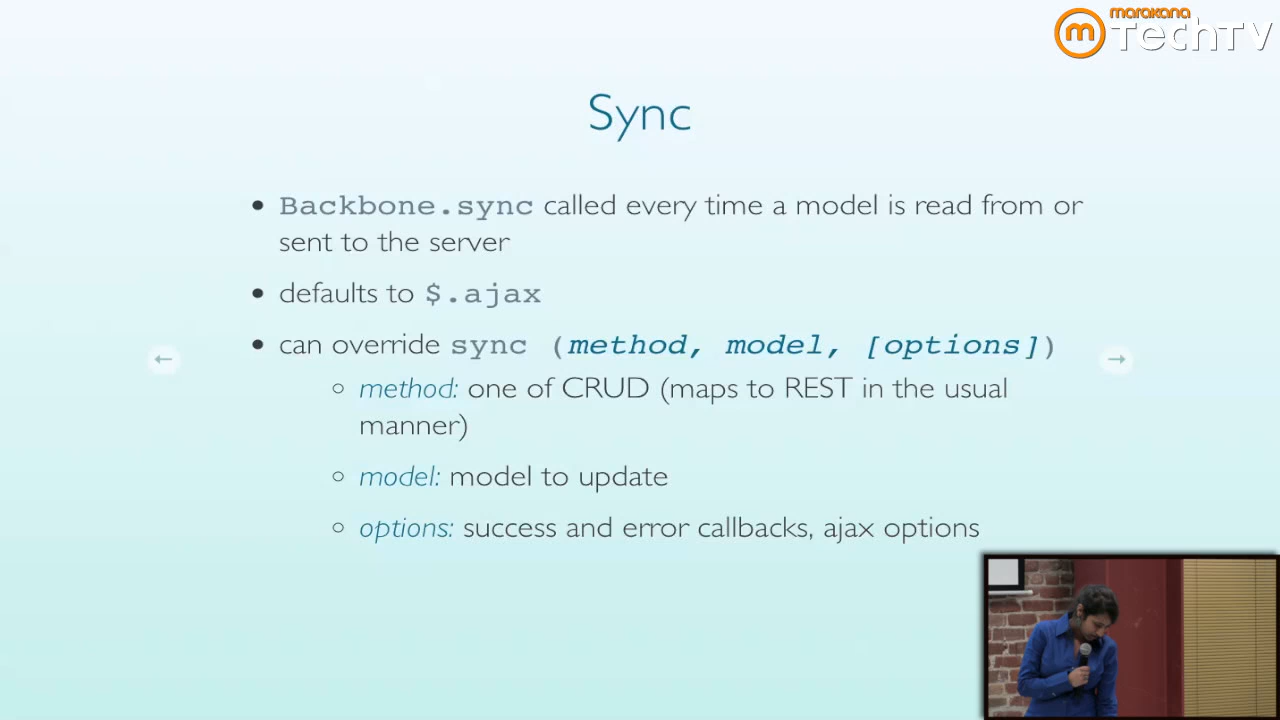 marakana
TechTV
Sync
• Backbone.sync called every time a model is read from or
sent to the server
• defaults to $.ajax
• can override sync (method, model, [options])
◦ method: one of CRUD (maps to REST in the usual
manner)
◦ model: model to update
◦ options: success and error callbacks, ajax options